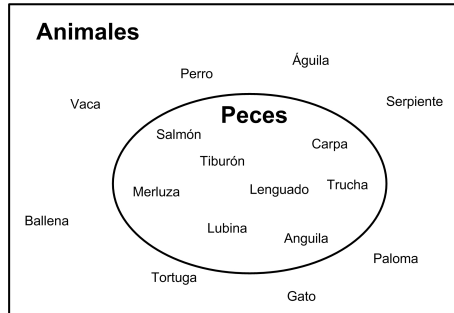 Animales
Águila
Perro
Vaca
Serpiente
Peces
Salmón
Carpa
Tiburón
Merluza
Lenguado
Trucha
Ballena
Lubina
Anguila
Paloma
Tortuga
Gato